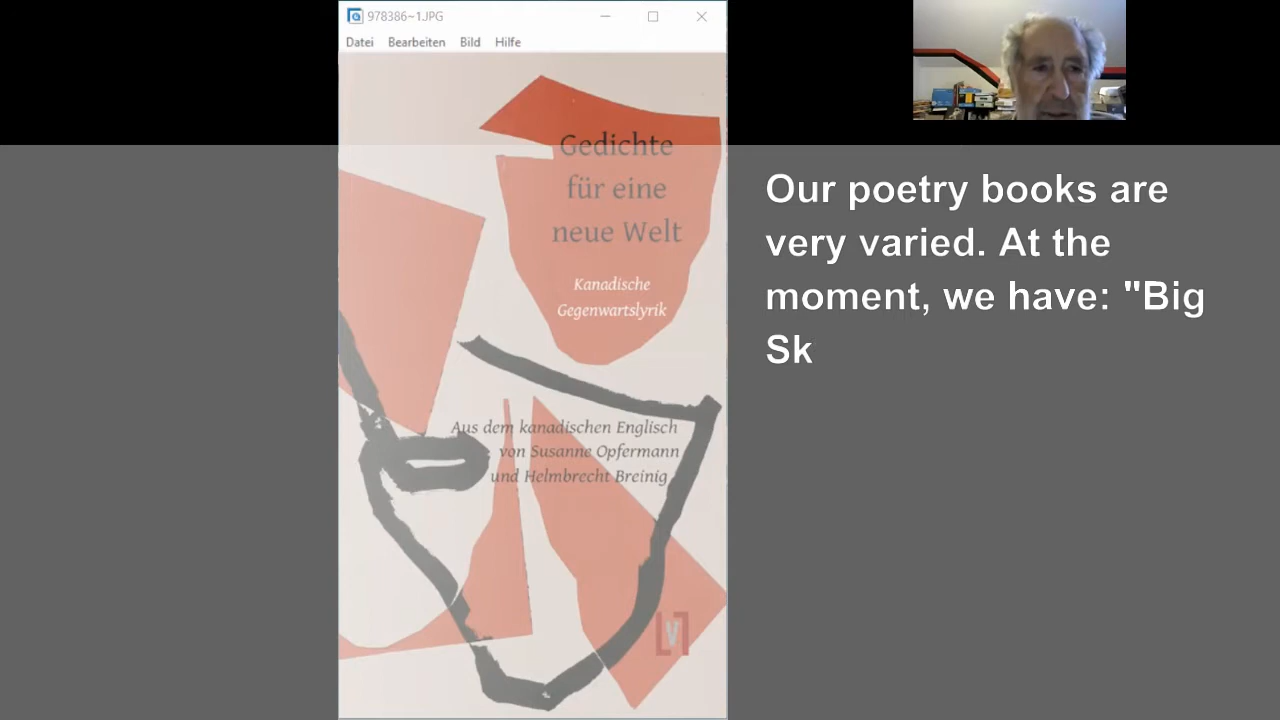 978386~1.JPG
Datei Bearbeiten Bild Hilfe
Gedichte
für eine
neue Welt
Kanadische
Gegenwartslyrik
Aus dem kanadischen Englisch
von Susanne Opfermann
und Helmbrecht Breinig
LVT
Our poetry books are
very varied. At the
moment, we have: "Big
Sk